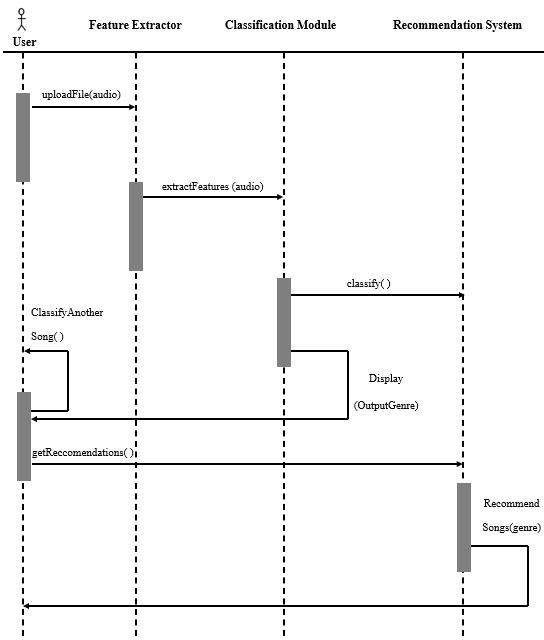 User
Feature Extractor
Classification Module
Recommendation System
uploadFile(audio)
extractFeatures (audio)
classify( )
ClassifyAnother
Song( )
Display
(OutputGenre)
getReccomendations( )
Recommend
Songs(genre)